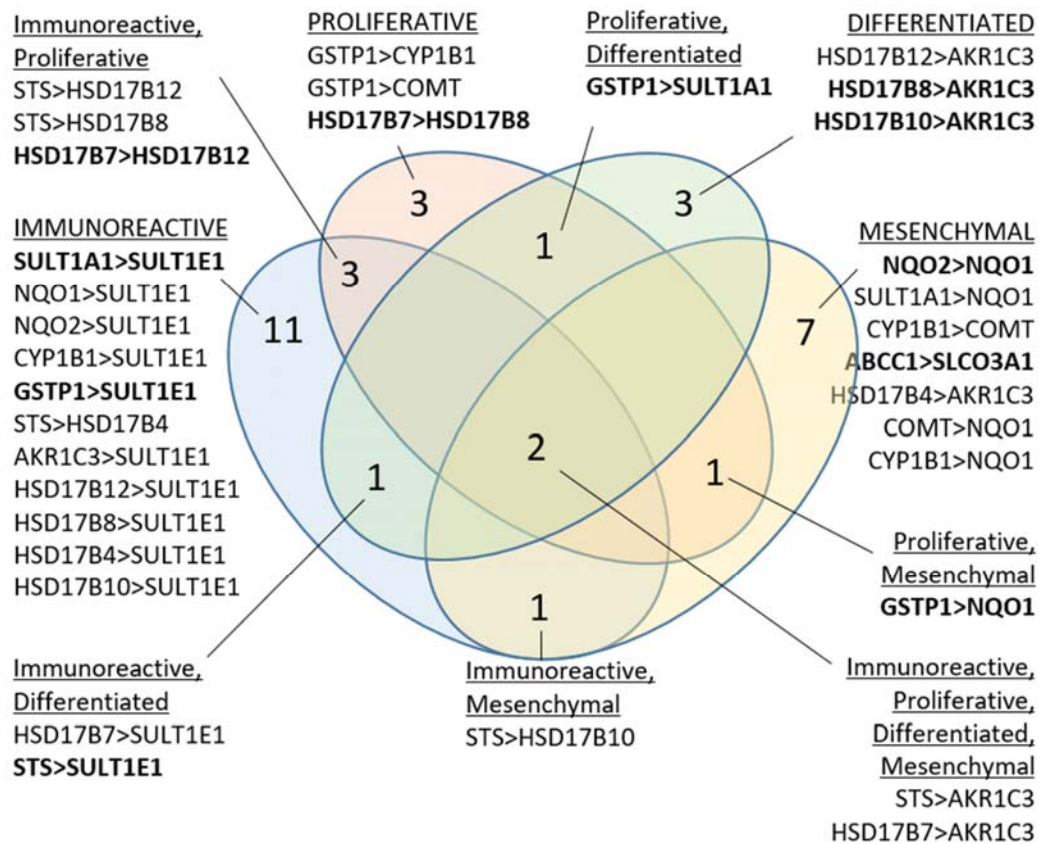 Immunoreactive,
Proliferative
STS>HSD17B12
STS>HSD17B8
HSD17B7>HSD17B12
PROLIFERATIVE
GSTP1>CYP1B1
GSTP1>COMT
HSD17B7>HSD17B8
Proliferative,
Differentiated
GSTP1>SULT1A1
DIFFERENTIATED
HSD17B12>AKR1C3
HSD17B8>AKR1C3
HSD17B10>AKR1C3
IMMUNOREACTIVE
SULT1A1>SULT1E1
NQO1>SULT1E1
NQO2>SULT1E1
CYP1B1>SULT1E1
GSTP1>SULT1E1
STS>HSD17B4
AKR1C3>SULT1E1
HSD17B12>SULT1E1
HSD17B8>SULT1E1
HSD17B4>SULT1E1
HSD17B10>SULT1E1
3
1
3
3
11
7
1
2
1
1
MESENCHYMAL
NQO2>NQO1
SULT1A1>NQO1
CYP1B1>COMT
ABCC1>SLCO3A1
HSD17B4>AKR1C3
COMT>NQO1
CYP1B1>NQO1
Proliferative,
Mesenchymal
GSTP1>NQO1
Immunoreactive,
Differentiated
HSD17B7>SULT1E1
STS>SULT1E1
Immunoreactive,
Mesenchymal
STS>HSD17B10
Immunoreactive,
Proliferative,
Differentiated,
Mesenchymal
STS>AKR1C3
HSD17B7>AKR1C3